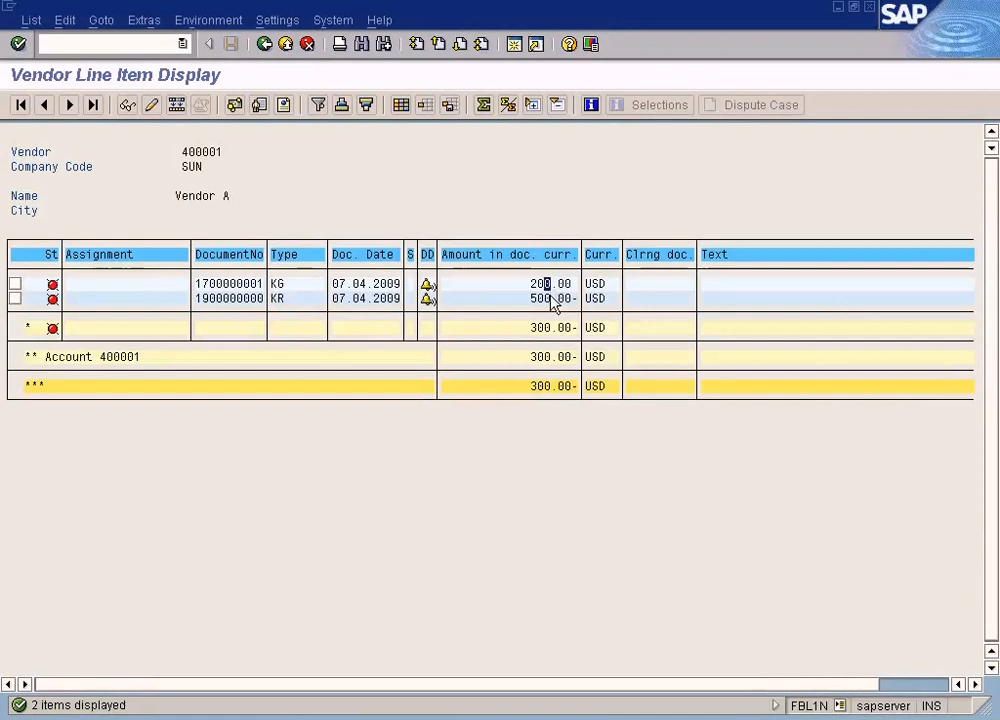 List Edit Goto Extras Environment Settings System Help
SAP
Vendor Line Item Display
Selections Dispute Case
Vendor 400001
Company Code SUN
Name Vendor A
City
St Assignment DocumentNo Type Doc. Date S DD Amount in doc. curr. Curr. Clrng doc. Text
1700000001 KG 07.04.2009 200.00 USD
1900000000 KR 07.04.2009 500.00- USD
* 300.00- USD
** Account 400001 300.00- USD
*** 300.00- USD
2 items displayed FBL1N sapserver INS